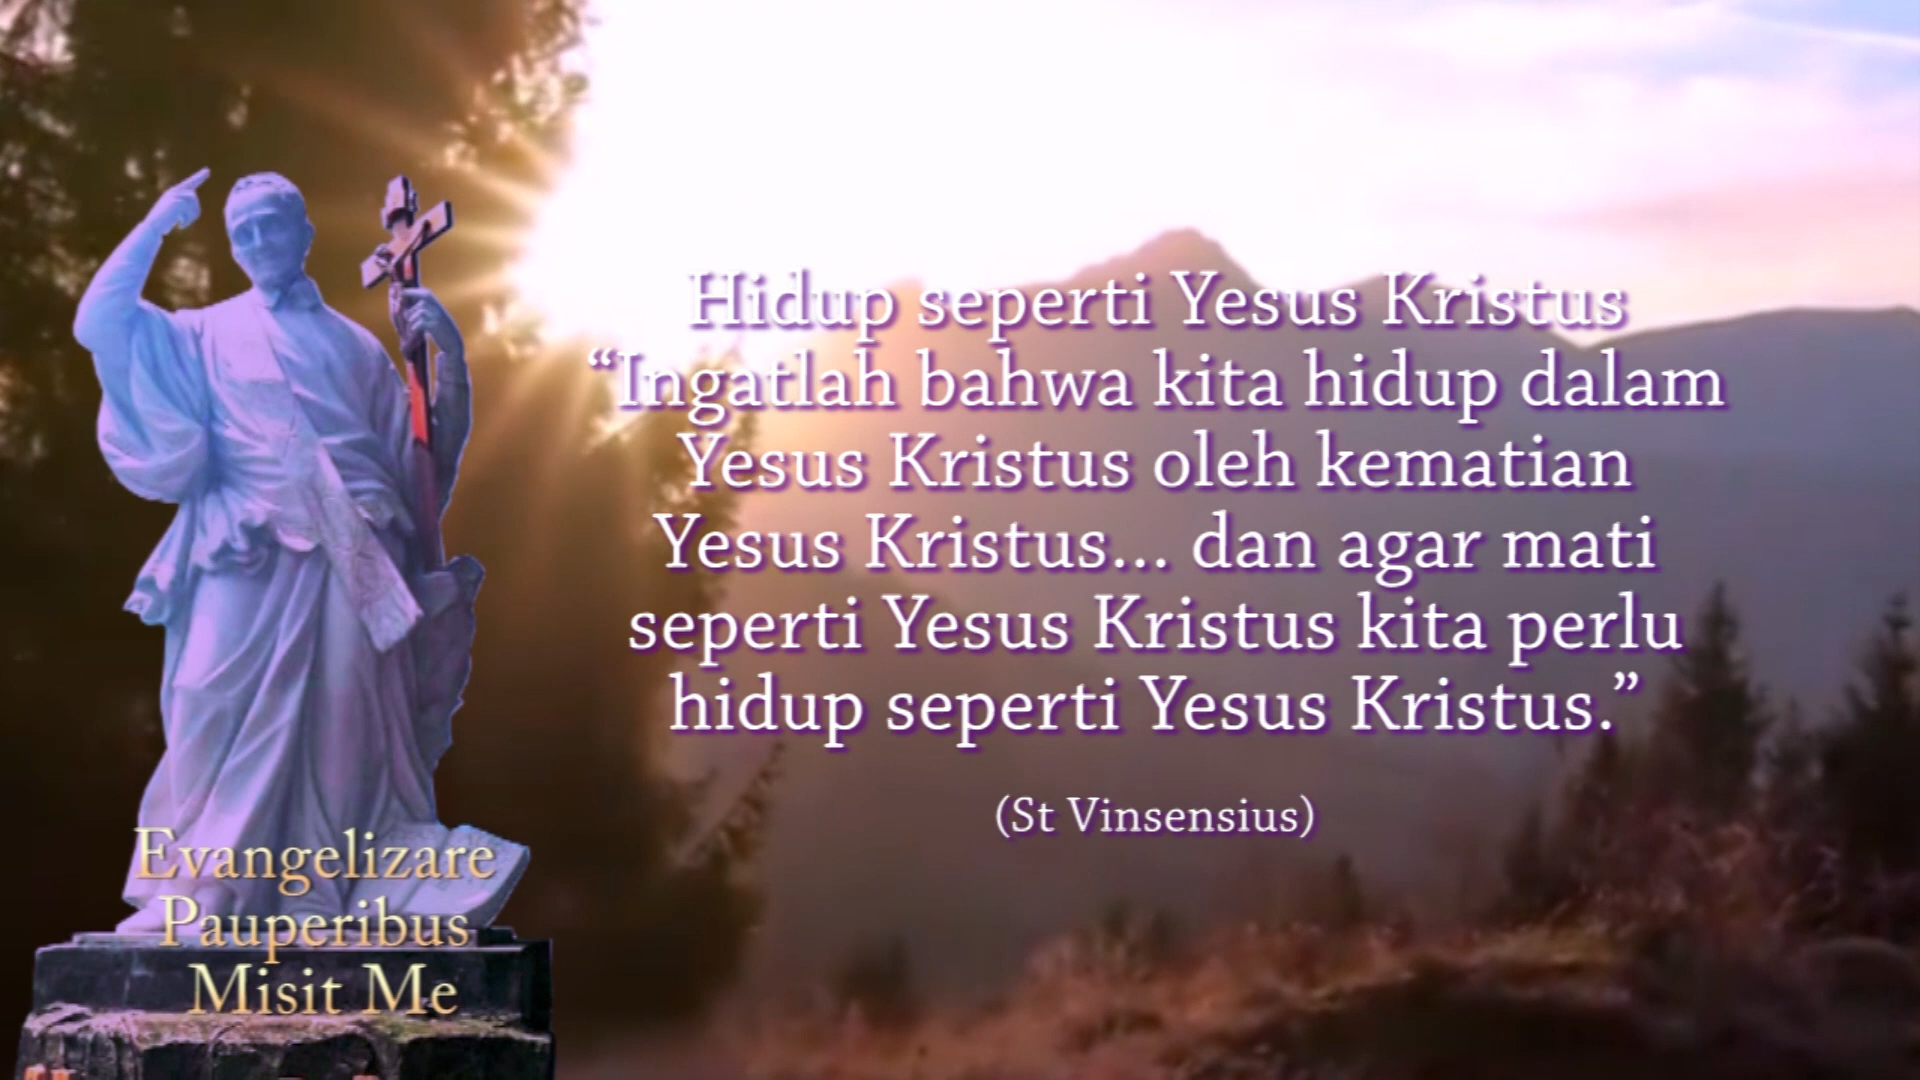 Hidup seperti Yesus Kristus
“Ingatlah bahwa kita hidup dalam
Yesus Kristus oleh kematian
Yesus Kristus... dan agar mati
seperti Yesus Kristus kita perlu
hidup seperti Yesus Kristus.”
(St Vinsensius)
Evangelizare
Pauperibus
Misit Me